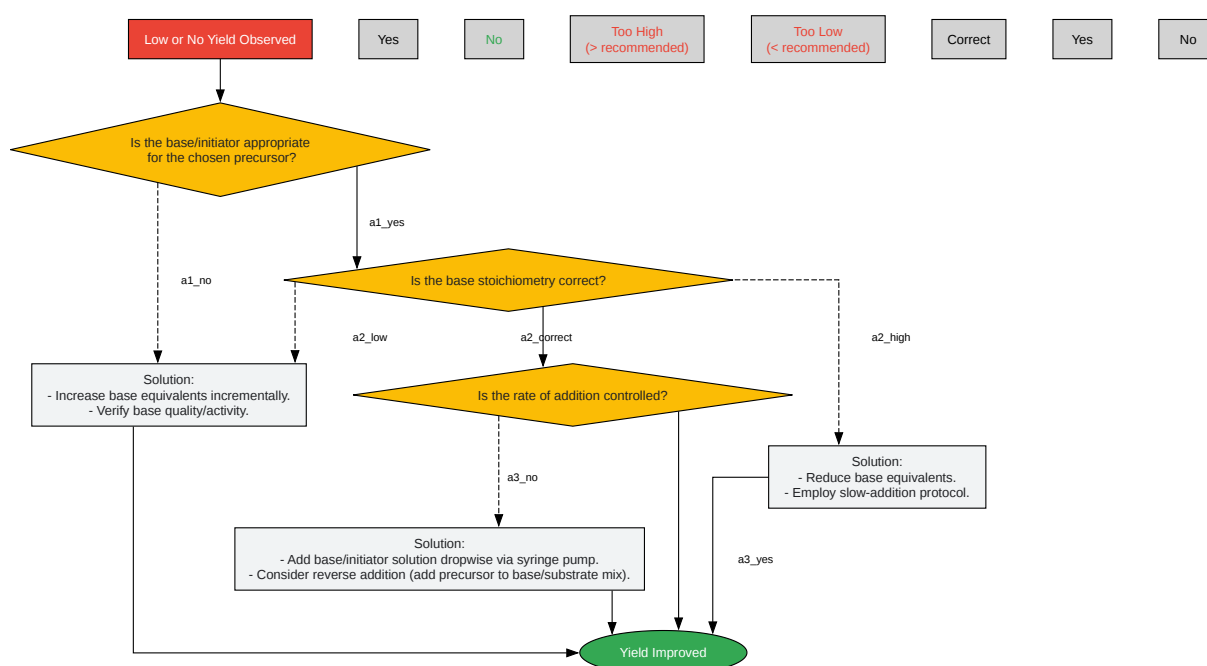 Low or No Yield Observed
Yes
No
Too High
(> recommended)
Too Low
(< recommended)
Correct
Yes
No
Is the base/initiator appropriate
for the chosen precursor?
a1_yes
a1_no
Is the base stoichiometry correct?
a2_low
a2_correct
a2_high
Solution:
- Increase base equivalents incrementally.
- Verify base quality/activity.
Is the rate of addition controlled?
Solution:
- Reduce base equivalents.
- Employ slow-addition protocol.
a3_no
Solution:
- Add base/initiator solution dropwise via syringe pump.
- Consider reverse addition (add precursor to base/substrate mix).
a3_yes
Yield Improved